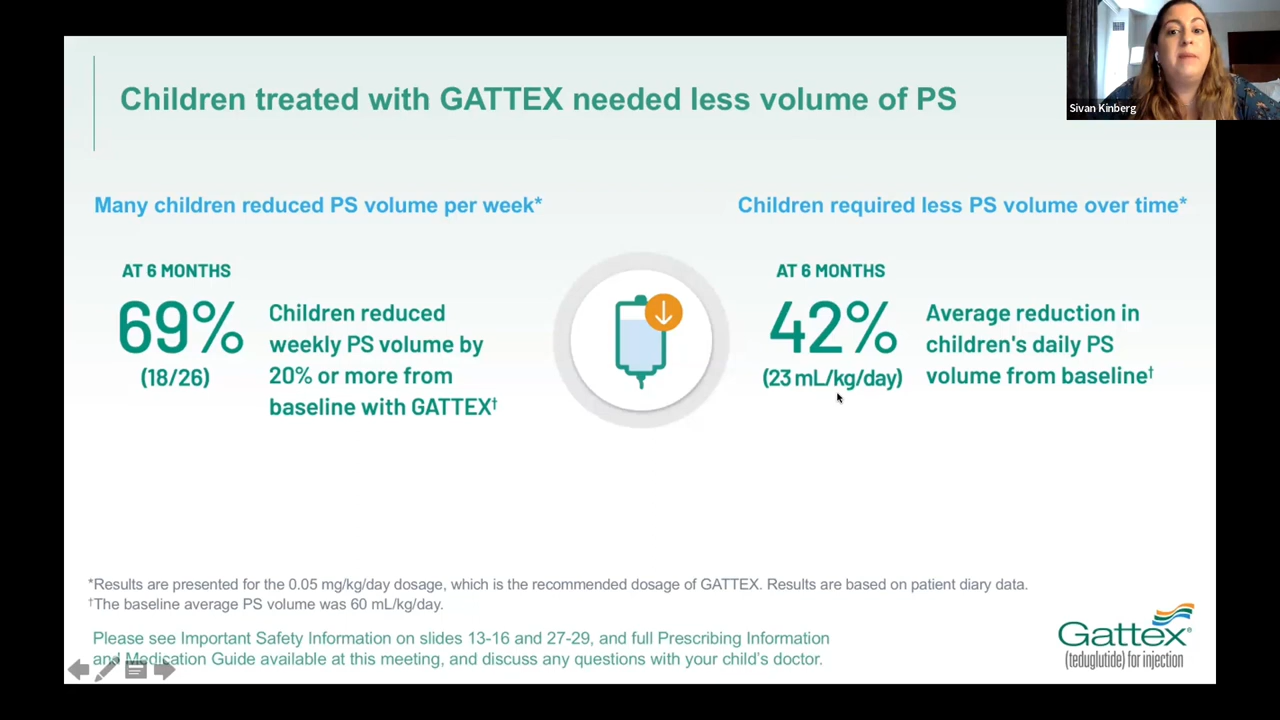 Sivan Kinberg
Children treated with GATTEX needed less volume of PS
Many children reduced PS volume per week*
AT 6 MONTHS
69%
(18/26)
Children reduced
weekly PS volume by
20% or more from
baseline with GATTEX†
Children required less PS volume over time*
AT 6 MONTHS
42%
(23 mL/kg/day)
Average reduction in
children's daily PS
volume from baseline†
*Results are presented for the 0.05 mg/kg/day dosage, which is the recommended dosage of GATTEX. Results are based on patient diary data.
†The baseline average PS volume was 60 mL/kg/day.
Please see Important Safety Information on slides 13-16 and 27-29, and full Prescribing Information
and Medication Guide available at this meeting, and discuss any questions with your child's doctor.
Gattex®
(teduglutide) for injection